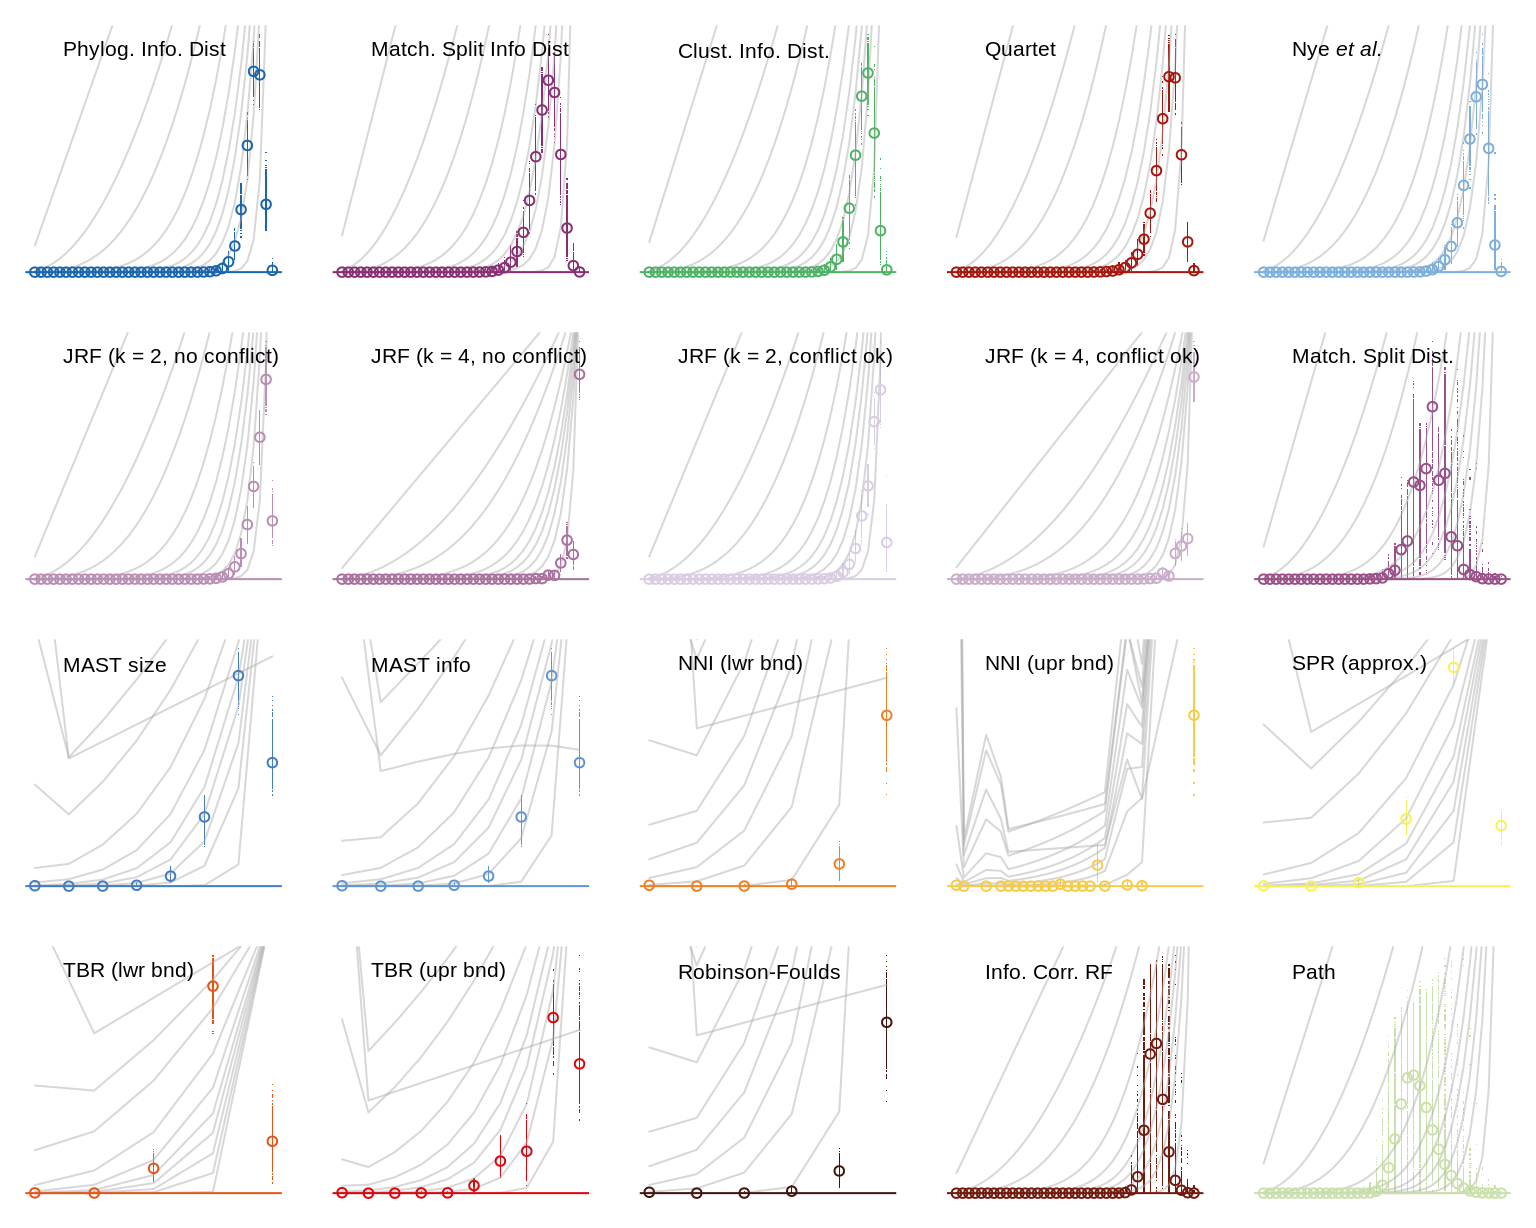 Phylog. Info. Dist
Match. Split Info Dist
Clust. Info. Dist.
Quartet
Nye et al.
JRF (k = 2, no conflict)
JRF (k = 4, no conflict)
JRF (k = 2, conflict ok)
JRF (k = 4, conflict ok)
Match. Split Dist.
MAST size
MAST info
NNI (lwr bnd)
NNI (upr bnd)
SPR (approx.)
TBR (lwr bnd)
TBR (upr bnd)
Robinson-Foulds
Info. Corr. RF
Path